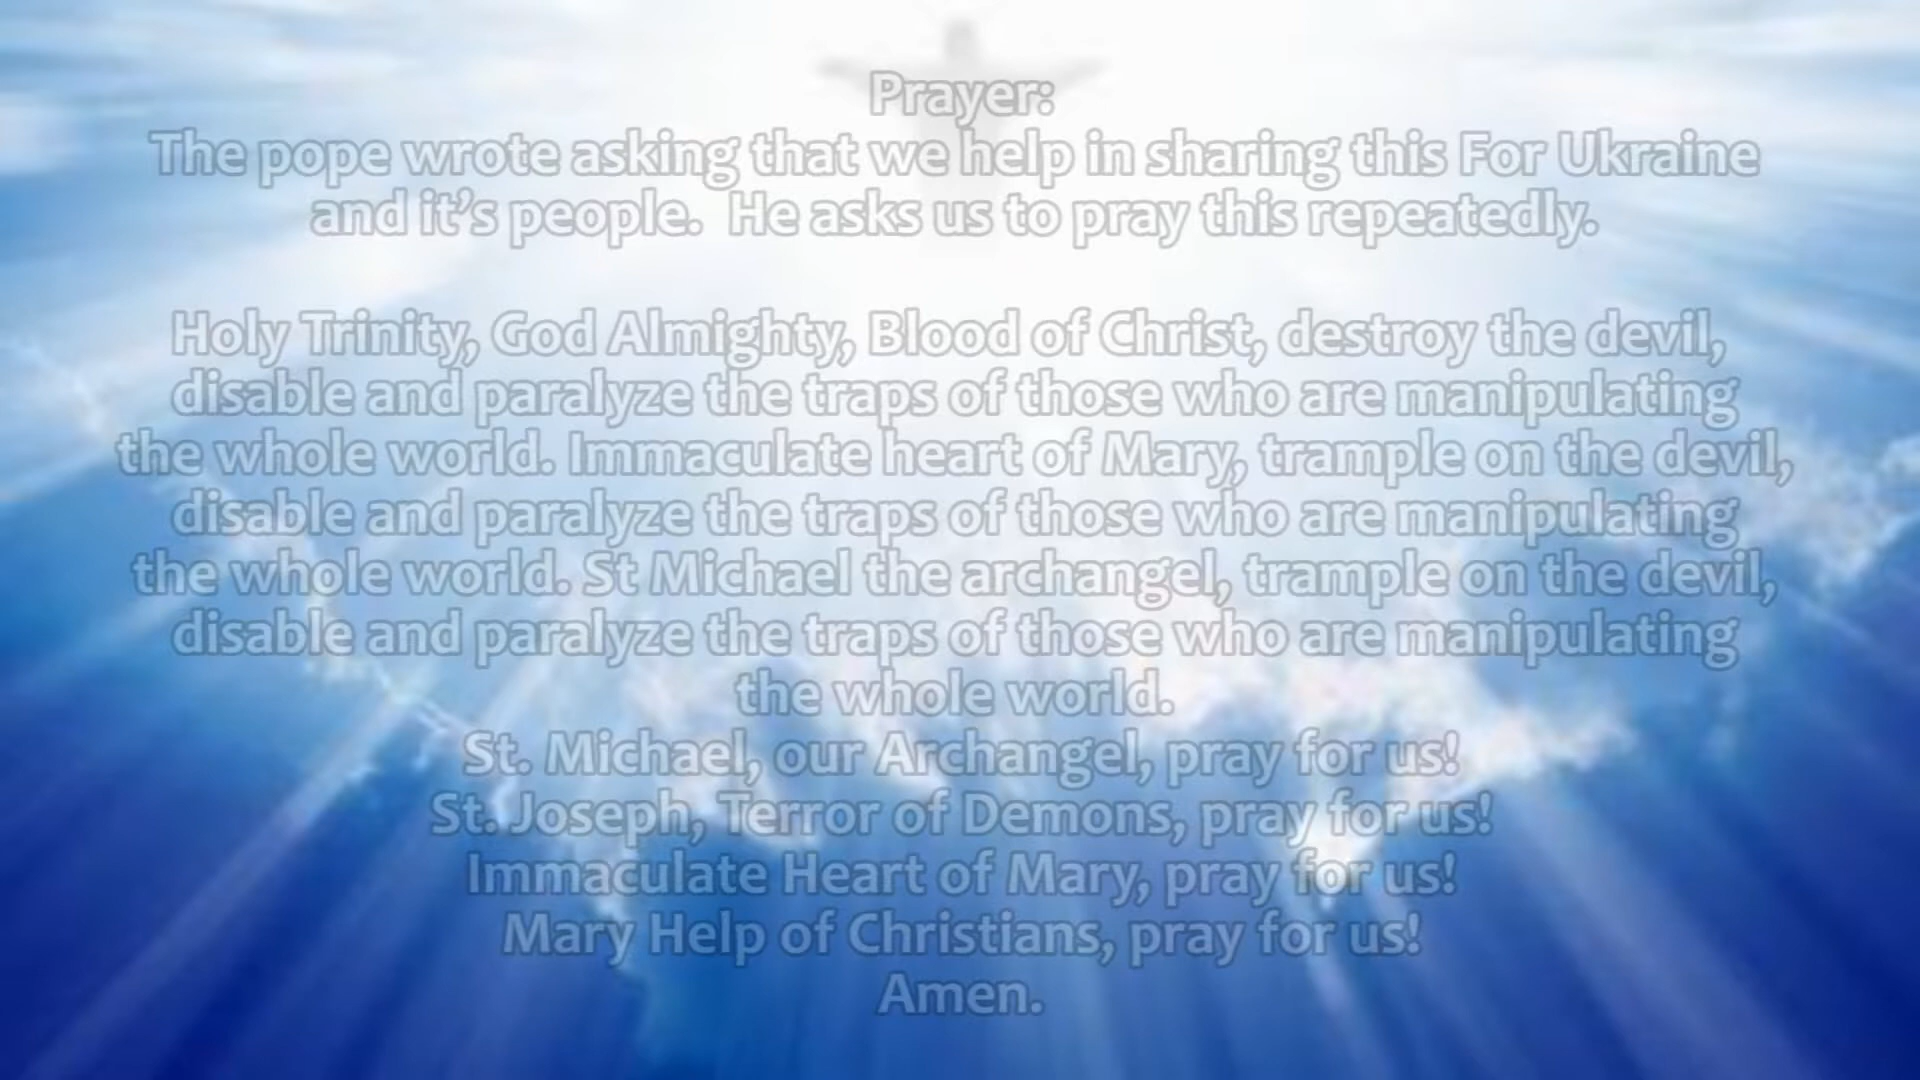 Prayer:
The pope wrote asking that we help in sharing this For Ukraine
and it’s people.  He asks us to pray this repeatedly.
Holy Trinity, God Almighty, Blood of Christ, destroy the devil,
disable and paralyze the traps of those who are manipulating
the whole world. Immaculate heart of Mary, trample on the devil,
disable and paralyze the traps of those who are manipulating
the whole world. St Michael the archangel, trample on the devil,
disable and paralyze the traps of those who are manipulating
the whole world.
St. Michael, our Archangel, pray for us!
St. Joseph, Terror of Demons, pray for us!
Immaculate Heart of Mary, pray for us!
Mary Help of Christians, pray for us!
Amen.